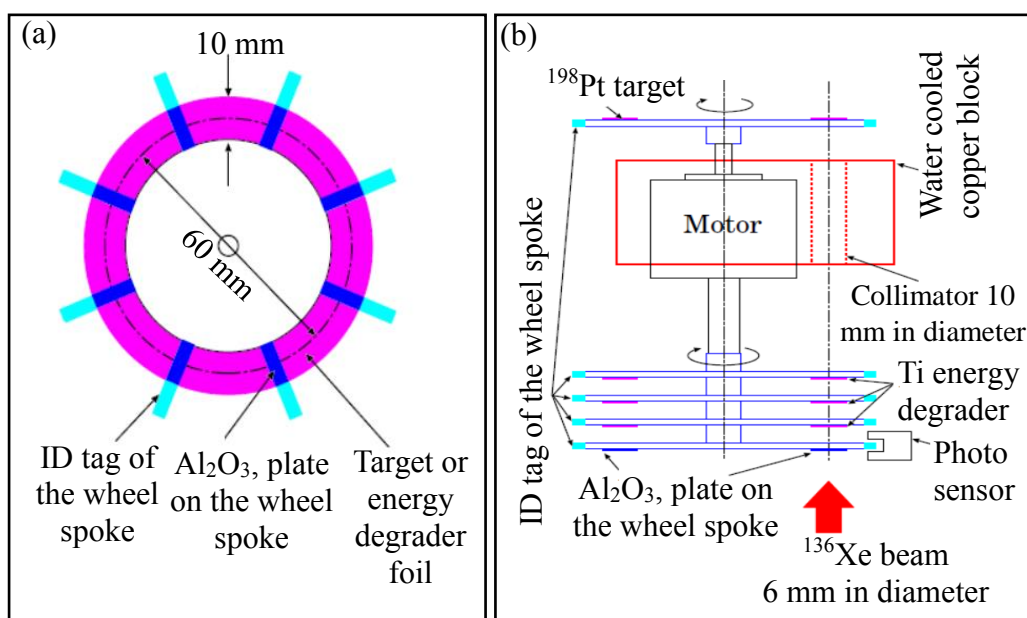 (a)
10 mm
60 mm
ID tag of
the wheel
spoke
Al₂O₃, plate
on the wheel
spoke
Target or
energy
degrader
foil
(b)
¹⁹⁸Pt target
Water cooled
copper block
Motor
ID tag of the wheel spoke
Collimator 10
mm in diameter
Ti energy
degrader
Photo
sensor
Al₂O₃, plate on
the wheel spoke
¹³⁶Xe beam
6 mm in diameter